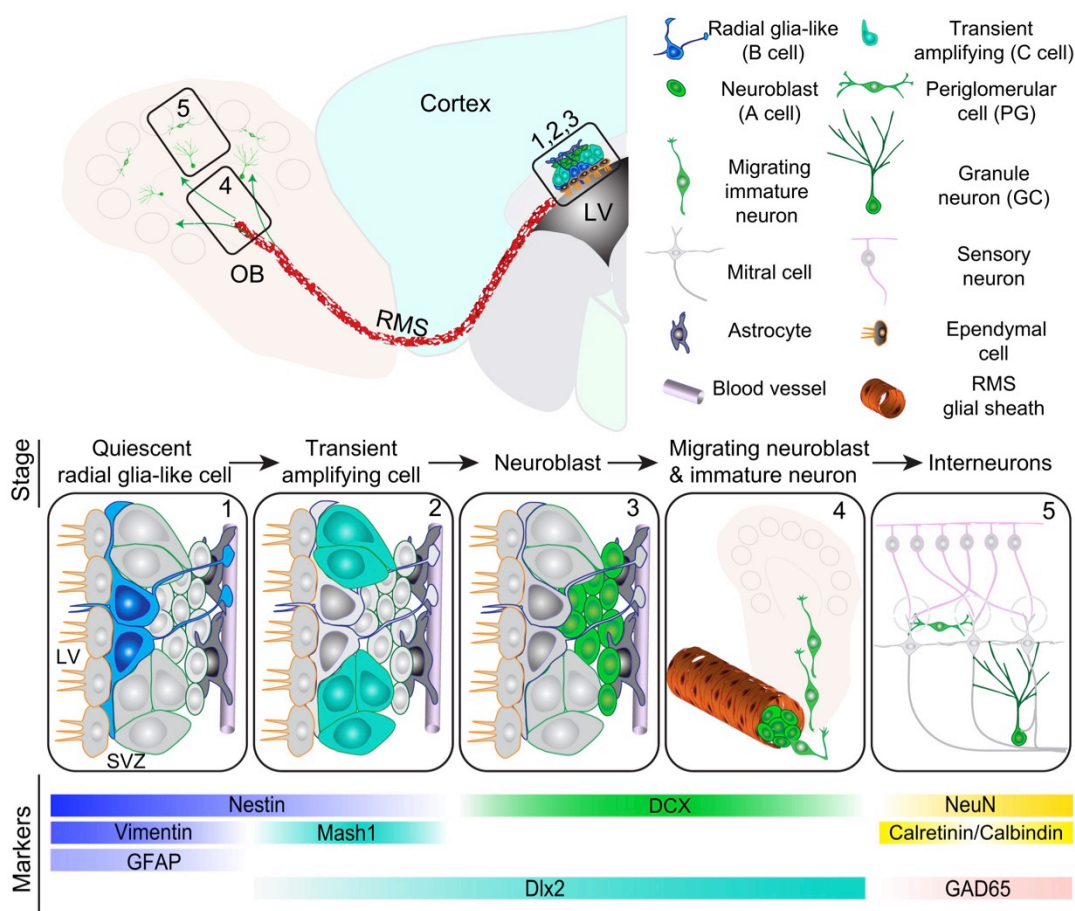 Cortex
5
4
1,2,3
LV
OB
RMS
Radial glia-like
(B cell)
Transient
amplifying (C cell)
Neuroblast
(A cell)
Periglomerular
cell (PG)
Migrating
immature
neuron
Granule
neuron (GC)
Mitral cell
Sensory
neuron
Astrocyte
Ependymal
cell
Blood vessel
RMS
glial sheath
Stage
Quiescent
radial glia-like cell
Transient
amplifying cell
Neuroblast
Migrating neuroblast
& immature neuron
Interneurons
1
LV
SVZ
2
3
4
5
Markers
Nestin
DCX
NeuN
Vimentin
Mash1
Calretinin/Calbindin
GFAP
Dlx2
GAD65